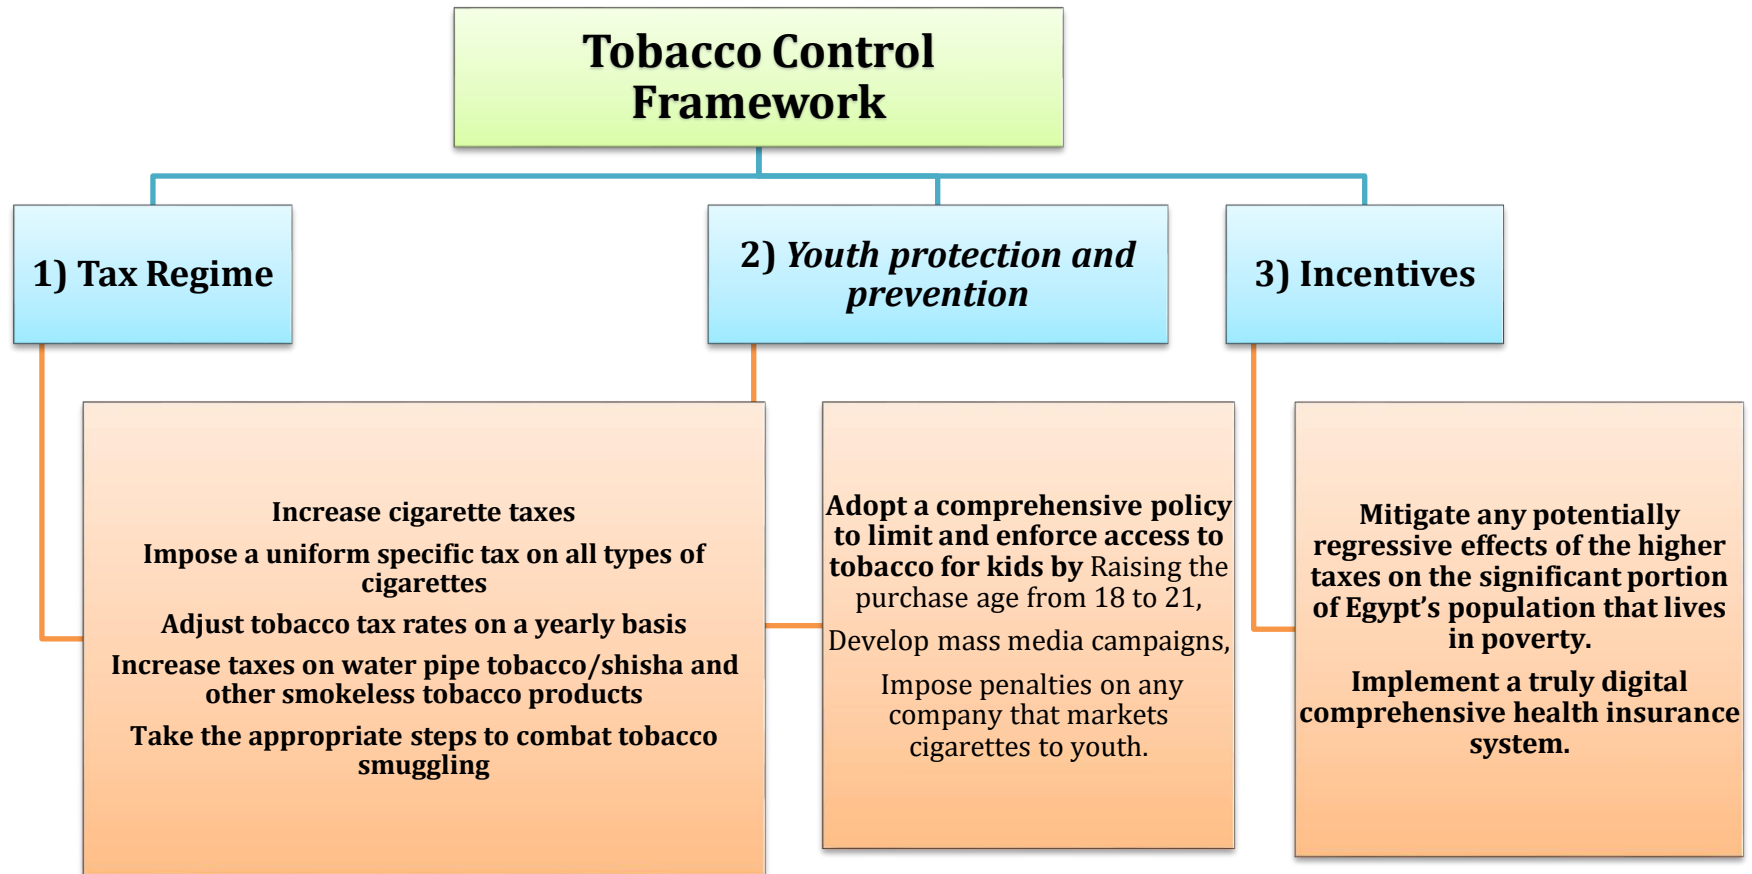 Tobacco Control
Framework
1) Tax Regime
2) Youth protection and
prevention
3) Incentives
Increase cigarette taxes
Impose a uniform specific tax on all types of
cigarettes
Adjust tobacco tax rates on a yearly basis
Increase taxes on water pipe tobacco/shisha and
other smokeless tobacco products
Take the appropriate steps to combat tobacco
smuggling
Adopt a comprehensive policy
to limit and enforce access to
tobacco for kids by Raising the
purchase age from 18 to 21,
Develop mass media campaigns,
Impose penalties on any
company that markets
cigarettes to youth.
Mitigate any potentially
regressive effects of the higher
taxes on the significant portion
of Egypt’s population that lives
in poverty.
Implement a truly digital
comprehensive health insurance
system.